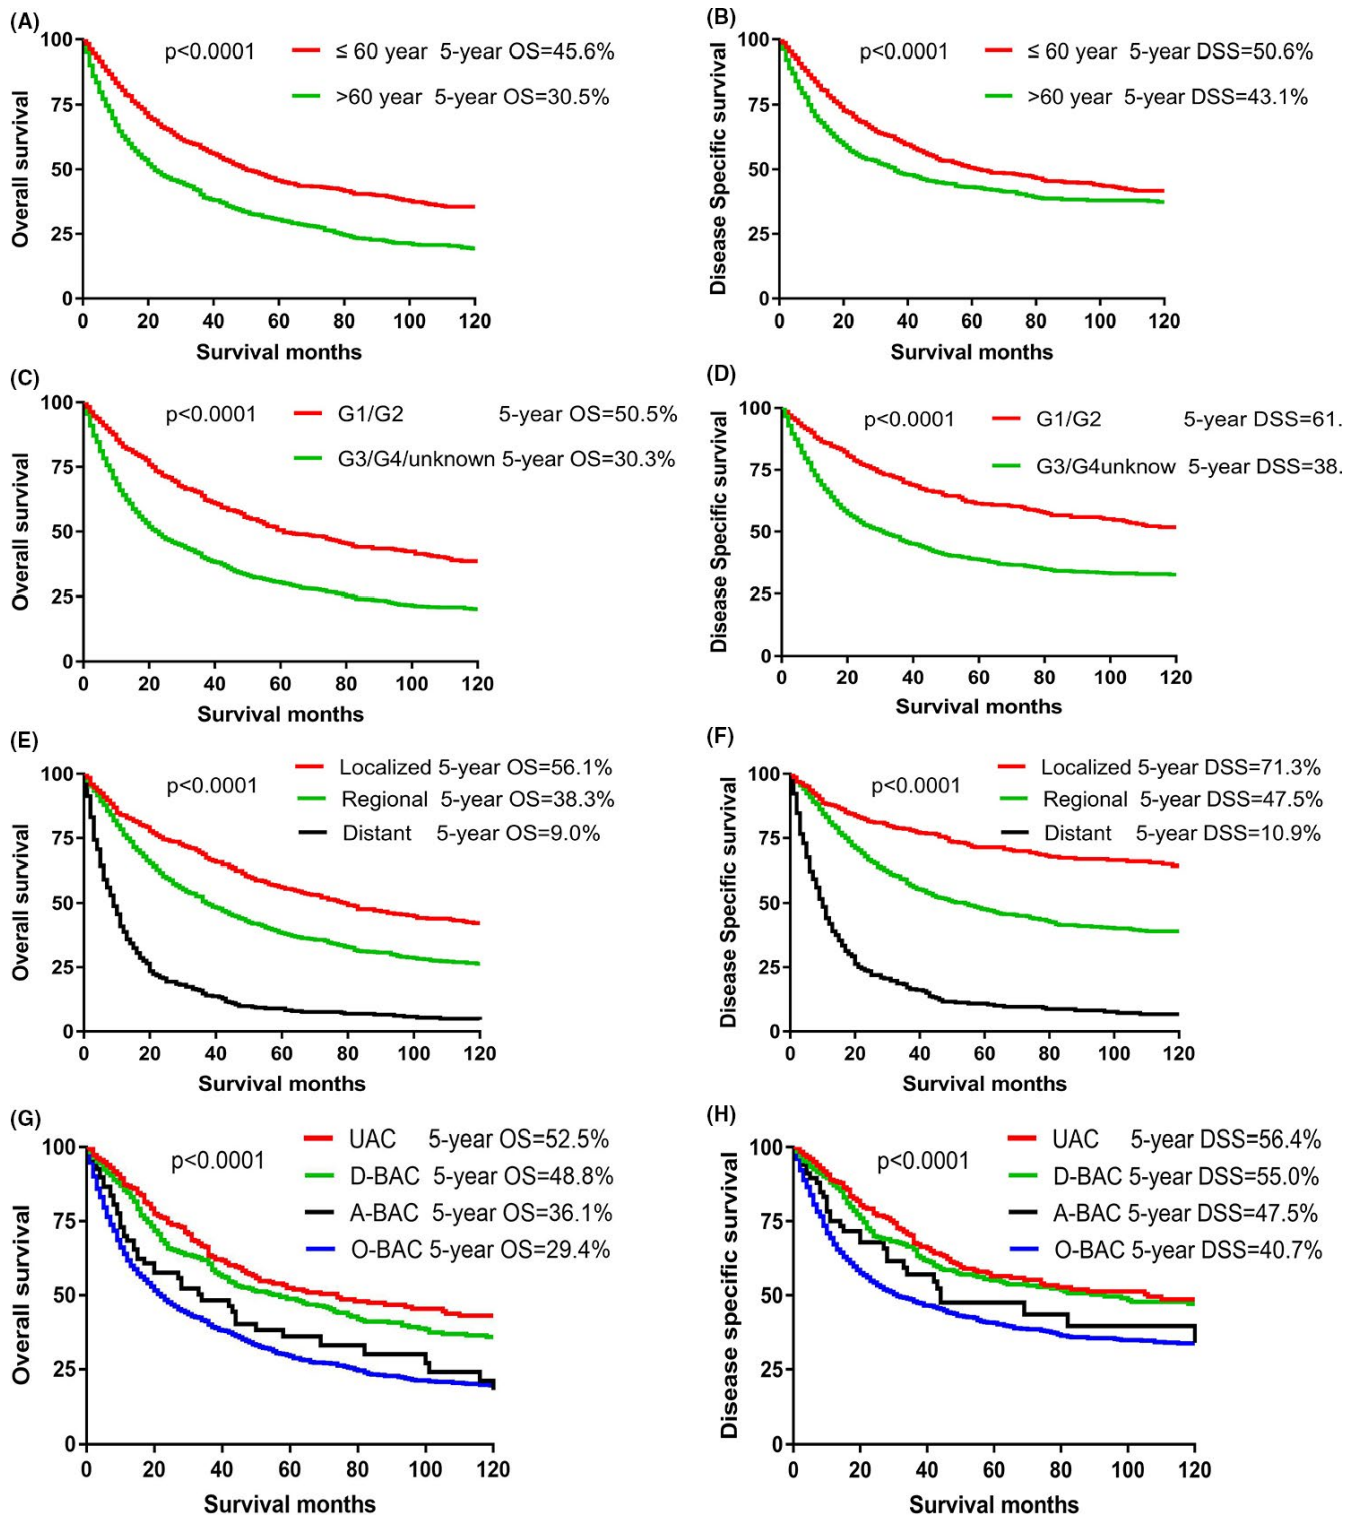 (A)
p<0.0001
≤ 60 year 5-year OS=45.6%
>60 year 5-year OS=30.5%
Overall survival
100
75
50
25
0
0 20 40 60 80 100 120
Survival months
(B)
p<0.0001
≤ 60 year 5-year DSS=50.6%
>60 year 5-year DSS=43.1%
Disease Specific survival
100
75
50
25
0
0 20 40 60 80 100 120
Survival months
(C)
p<0.0001
G1/G2 5-year OS=50.5%
G3/G4/unknown 5-year OS=30.3%
Overall survival
100
75
50
25
0
0 20 40 60 80 100 120
Survival months
(D)
p<0.0001
G1/G2 5-year DSS=61.
G3/G4unknow 5-year DSS=38.
Disease Specific survival
100
75
50
25
0
0 20 40 60 80 100 120
Survival months
(E)
p<0.0001
Localized 5-year OS=56.1%
Regional 5-year OS=38.3%
Distant 5-year OS=9.0%
Overall survival
100
75
50
25
0
0 20 40 60 80 100 120
Survival months
(F)
p<0.0001
Localized 5-year DSS=71.3%
Regional 5-year DSS=47.5%
Distant 5-year DSS=10.9%
Disease Specific survival
100
75
50
25
0
0 20 40 60 80 100 120
Survival months
(G)
p<0.0001
UAC 5-year OS=52.5%
D-BAC 5-year OS=48.8%
A-BAC 5-year OS=36.1%
O-BAC 5-year OS=29.4%
Overall survival
100
75
50
25
0
0 20 40 60 80 100 120
Survival months
(H)
p<0.0001
UAC 5-year DSS=56.4%
D-BAC 5-year DSS=55.0%
A-BAC 5-year DSS=47.5%
O-BAC 5-year DSS=40.7%
Disease specific survival
100
75
50
25
0
0 20 40 60 80 100 120
Survival months